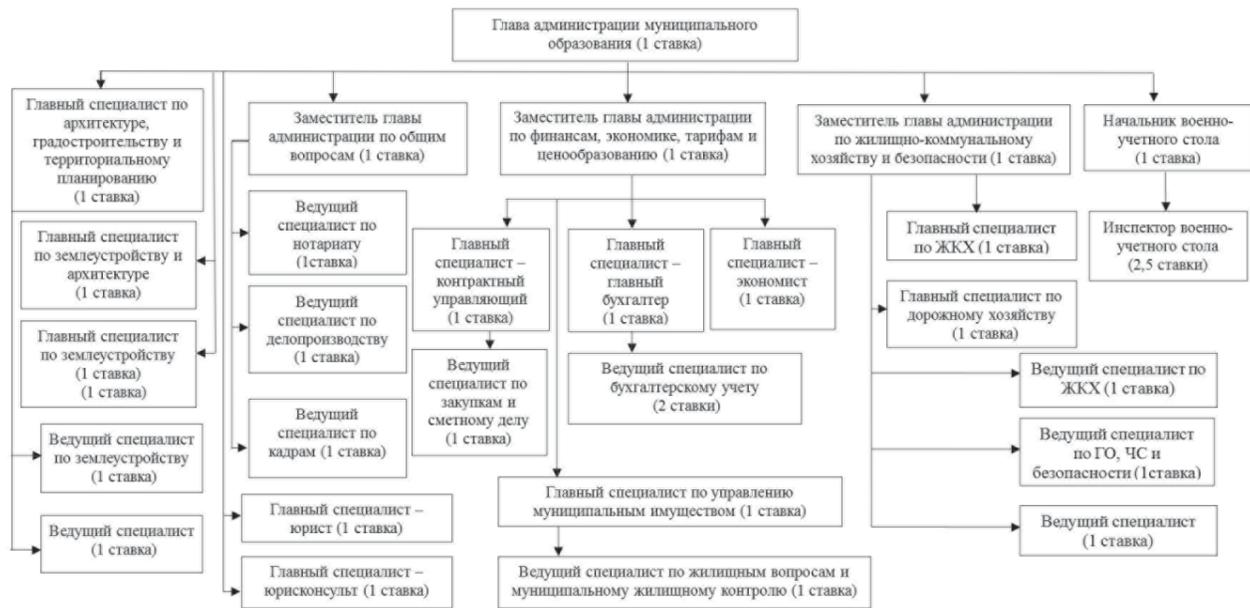 Глава администрации муниципального
образования (1 ставка)
Главный специалист по
архитектуре,
градостроительству и
территориальному
планированию
(1 ставка)
Заместитель главы
администрации по общим
вопросам (1 ставка)
Заместитель главы администрации
по финансам, экономике, тарифам и
ценообразованию (1 ставка)
Заместитель главы администрации
по жилищно-коммунальному
хозяйству и безопасности (1 ставка)
Начальник военно-
учетного стола
(1 ставка)
Главный специалист
по землеустройству и
архитектуре
(1 ставка)
Главный специалист
по землеустройству
(1 ставка)
(1 ставка)
Ведущий специалист
по землеустройству
(1 ставка)
Ведущий специалист
(1 ставка)
Ведущий
специалист по
нотариату
(1ставка)
Ведущий
специалист по
делопроизводству
(1 ставка)
Ведущий
специалист по
кадрам (1 ставка)
Главный специалист –
юрист (1 ставка)
Главный специалист –
юрисконсульт (1 ставка)
Главный
специалист –
контрактный
управляющий
(1 ставка)
Главный
специалист –
главный
бухгалтер
(1 ставка)
Главный
специалист –
экономист
(1 ставка)
Ведущий
специалист по
закупкам и
сметному делу
(1 ставка)
Ведущий специалист по
бухгалтерскому учету
(2 ставки)
Главный специалист по управлению
муниципальным имуществом (1 ставка)
Ведущий специалист по жилищным вопросам и
муниципальному жилищному контролю (1 ставка)
Главный специалист
по ЖКХ (1 ставка)
Главный специалист по
дорожному хозяйству
(1 ставка)
Ведущий специалист по
ЖКХ (1 ставка)
Ведущий специалист
по ГО, ЧС и
безопасности (1ставка)
Ведущий специалист
(1 ставка)
Инспектор военно-
учетного стола
(2,5 ставки)